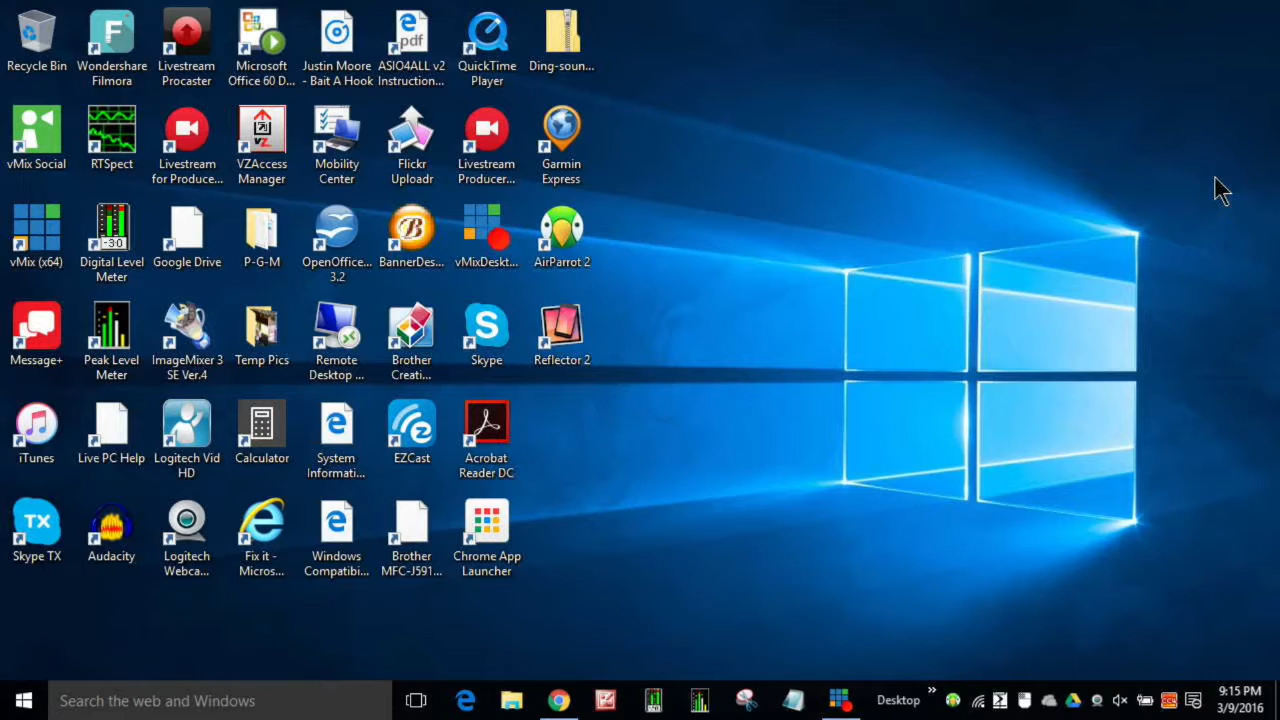 Recycle Bin
Wondershare
Filmora
Livestream
Procaster
Microsoft
Office 60 D...
Justin Moore
- Bait A Hook
pdf
ASIO4ALL v2
Instruction...
QuickTime
Player
Ding-soun...
vMix Social
RTSpect
Livestream
for Produce...
VZ
VZAccess
Manager
Mobility
Center
Flickr
Uploadr
Livestream
Producer...
Garmin
Express
vMix (x64)
-30
Digital Level
Meter
Google Drive
P-G-M
OpenOffice...
3.2
B
BannerDes...
vMixDeskt...
AirParrot 2
Message+
Peak Level
Meter
ImageMixer 3
SE Ver.4
Temp Pics
Remote
Desktop ...
Brother
Creati...
Skype
Reflector 2
iTunes
Live PC Help
Logitech Vid
HD
Calculator
System
Informati...
EZCast
Acrobat
Reader DC
TX
Skype TX
Audacity
Logitech
Webca...
Fix it -
Micros...
Windows
Compatibi...
Brother
MFC-J591...
Chrome App
Launcher
Search the web and Windows
Desktop
9:15 PM
3/9/2016